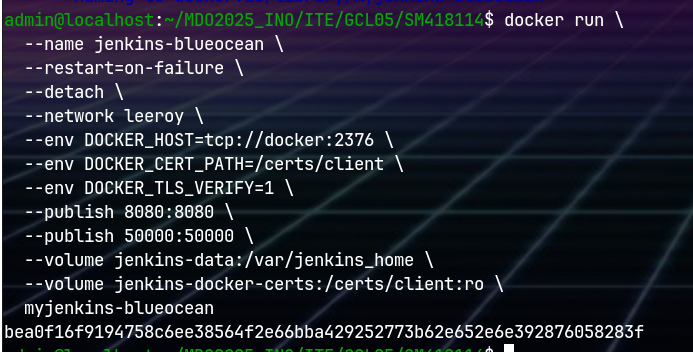 admin@localhost:~/MDO2025_INO/ITE/GCL05/SM418114$ docker run \
--name jenkins-blueocean \
--restart=on-failure \
--detach \
--network leeroy \
--env DOCKER_HOST=tcp://docker:2376 \
--env DOCKER_CERT_PATH=/certs/client \
--env DOCKER_TLS_VERIFY=1 \
--publish 8080:8080 \
--publish 50000:50000 \
--volume jenkins-data:/var/jenkins_home \
--volume jenkins-docker-certs:/certs/client:ro \
myjenkins-blueocean
bea0f16f9194758c6ee38564f2e66bba429252773b62e652e6e392876058283f